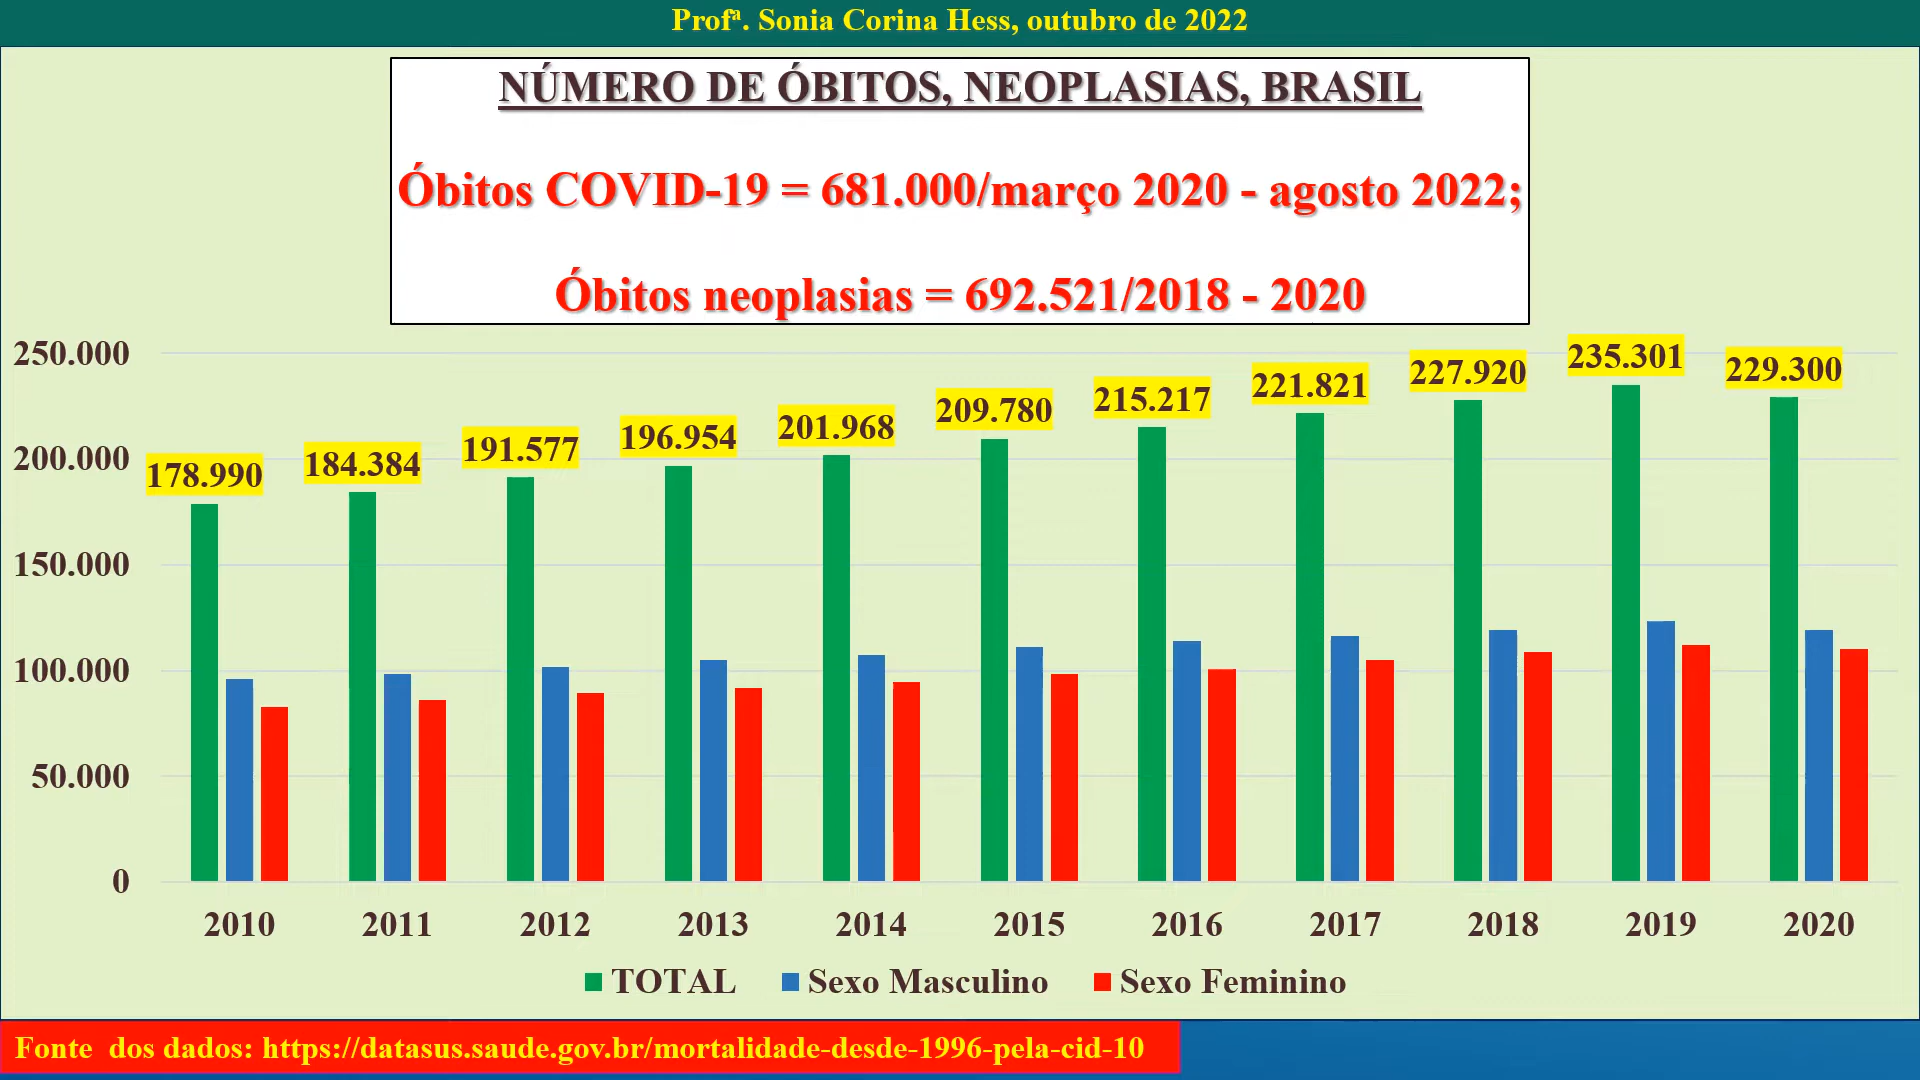 Profª. Sonia Corina Hess, outubro de 2022
NÚMERO DE ÓBITOS, NEOPLASIAS, BRASIL
Óbitos COVID-19 = 681.000/março 2020 - agosto 2022;
Óbitos neoplasias = 692.521/2018 - 2020
250.000
200.000
150.000
100.000
50.000
0
178.990
184.384
191.577
196.954
201.968
209.780
215.217
221.821
227.920
235.301
229.300
2010 2011 2012 2013 2014 2015 2016 2017 2018 2019 2020
TOTAL Sexo Masculino Sexo Feminino
Fonte dos dados: https://datasus.saude.gov.br/mortalidade-desde-1996-pela-cid-10